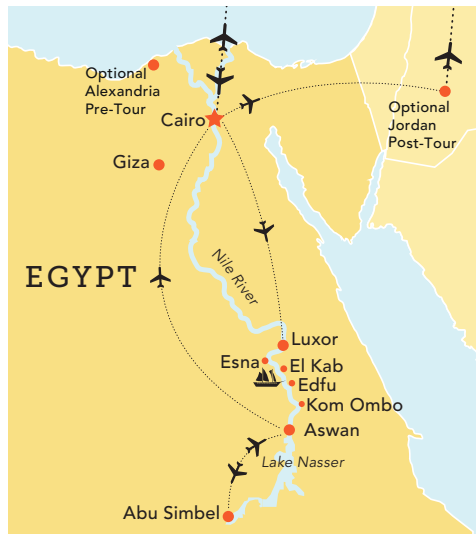 Optional
Alexandria
Pre-Tour
Cairo
Optional
Jordan
Post-Tour
Giza
Nile River
EGYPT
Luxor
Esna
El Kab
Edfu
Kom Ombo
Aswan
Lake Nasser
Abu Simbel